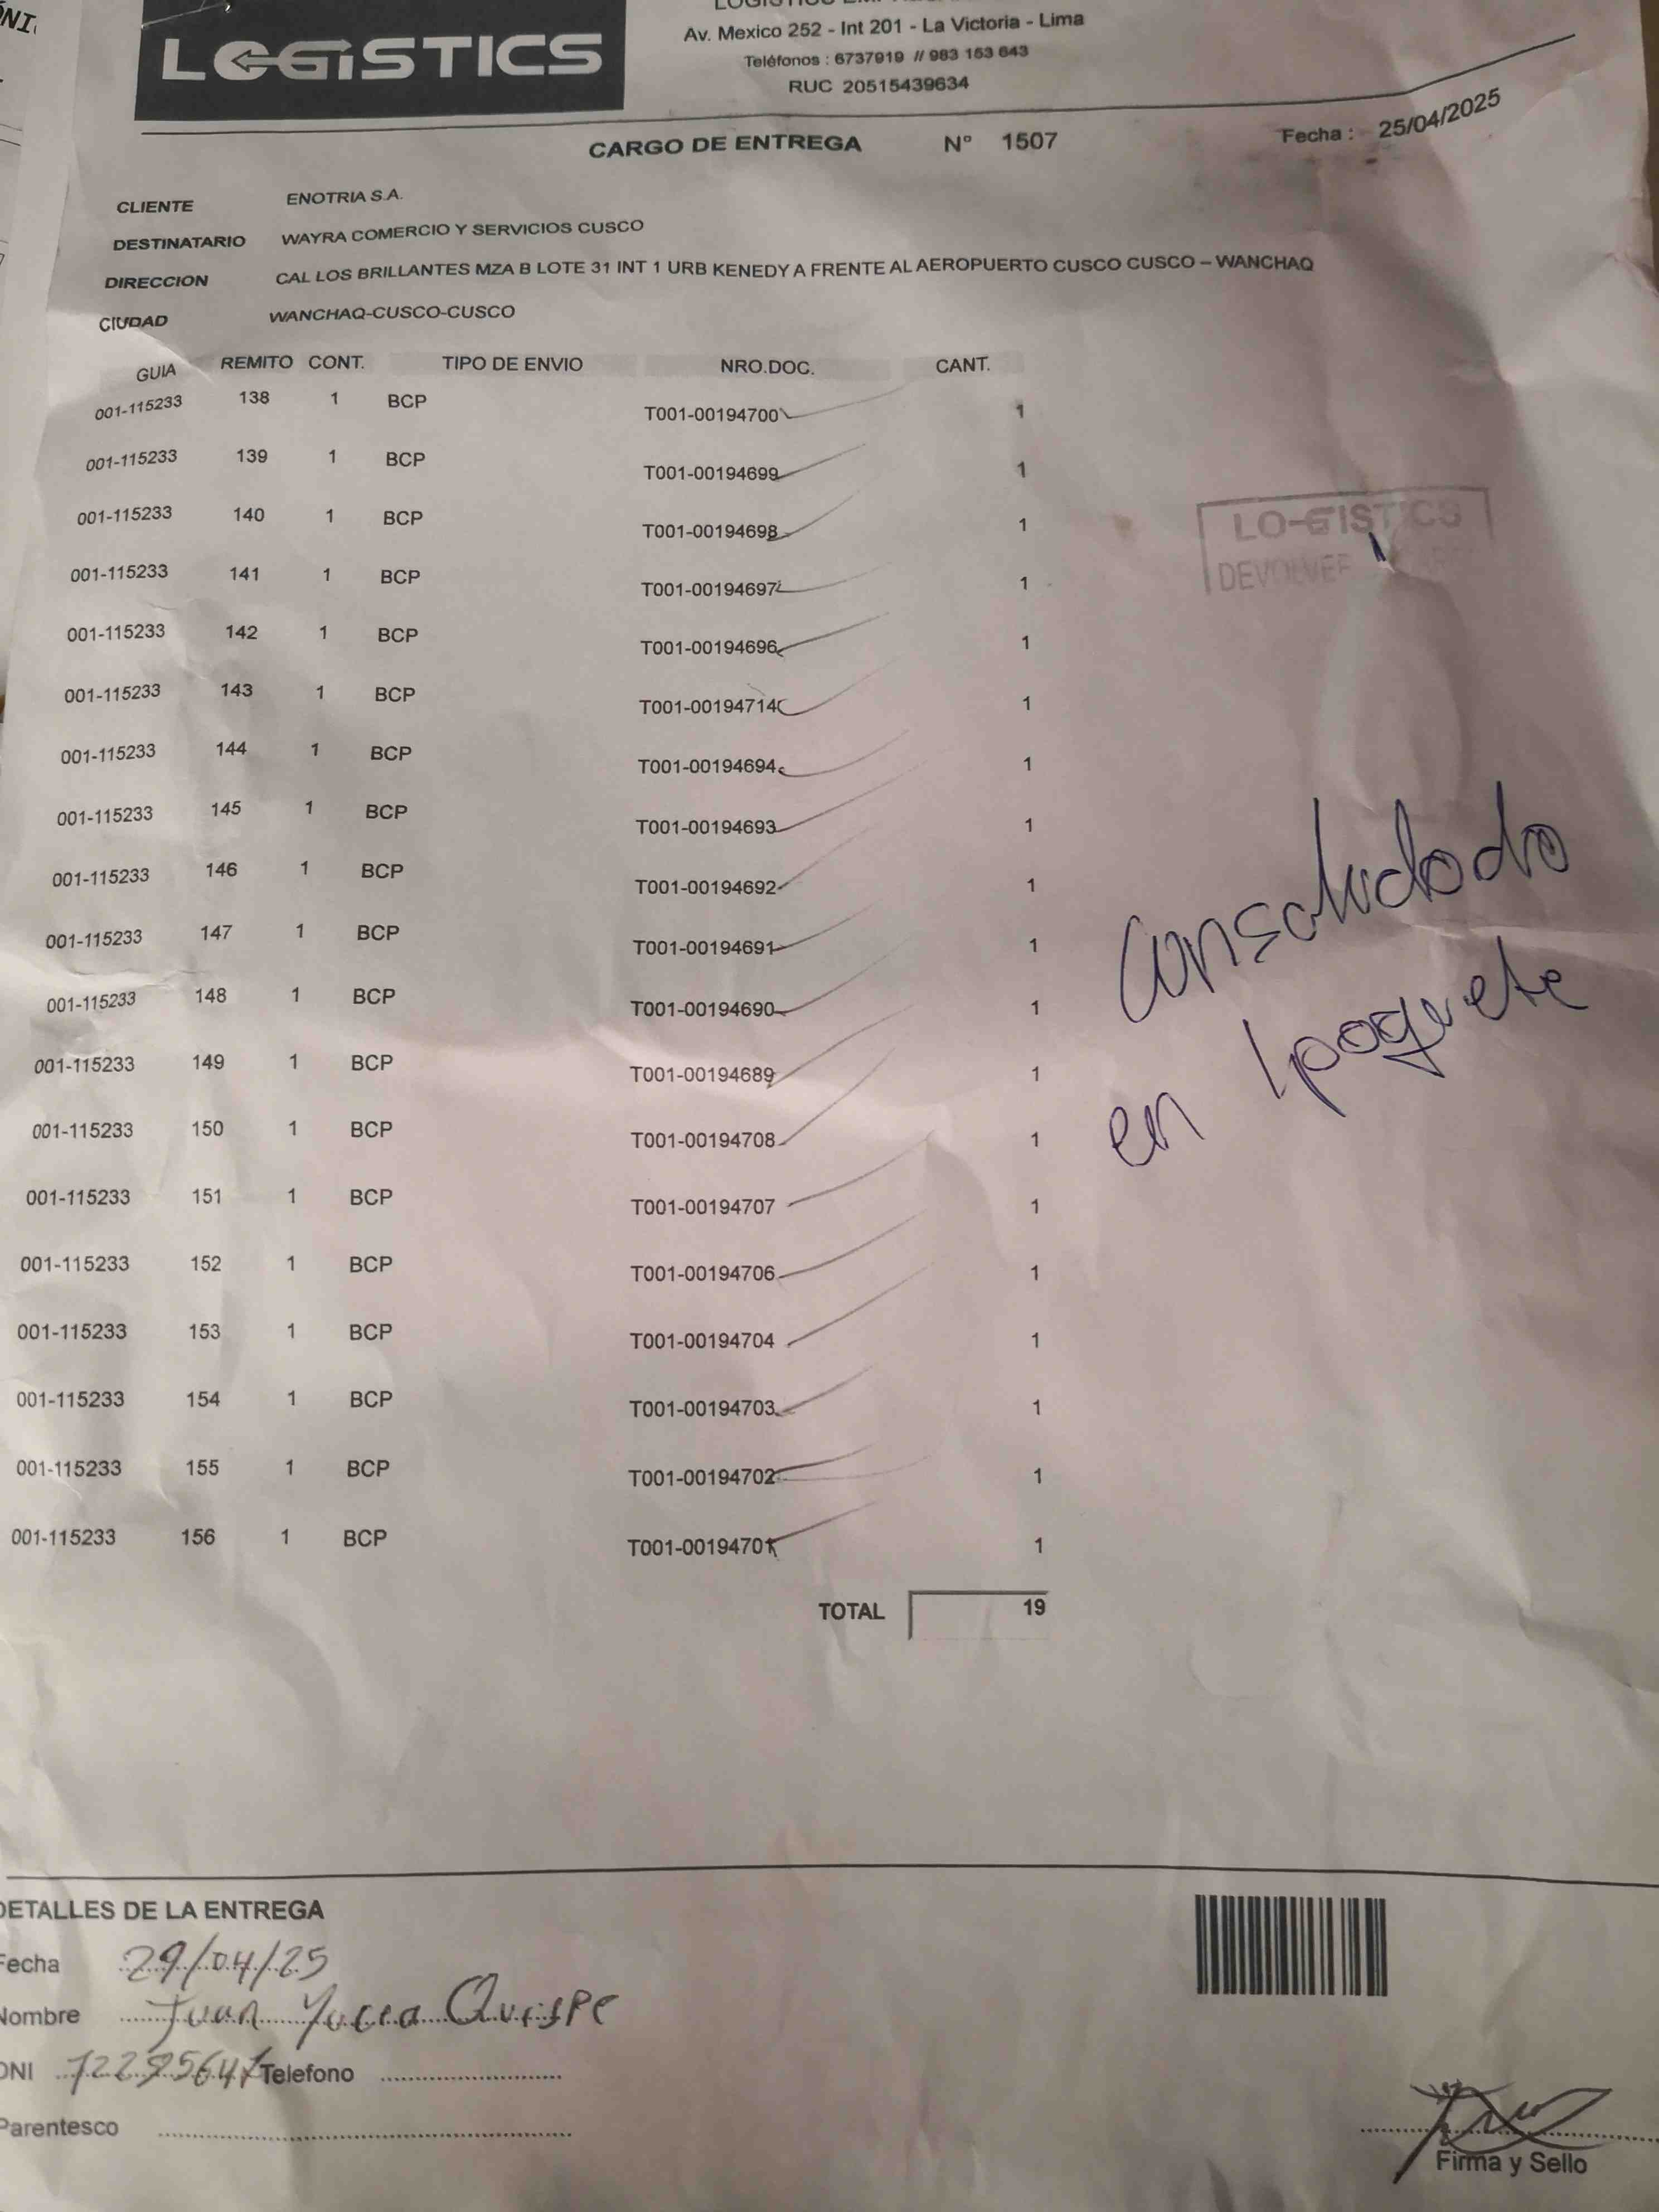 LOGISTICS
Av. Mexico 252 - Int 201 - La Victoria - Lima
Teléfonos : 6737919 // 983 153 643
RUC 20515439634
CARGO DE ENTREGA N° 1507 Fecha : 25/04/2025
CLIENTE ENOTRIA S.A.
DESTINATARIO WAYRA COMERCIO Y SERVICIOS CUSCO
DIRECCION CAL LOS BRILLANTES MZA B LOTE 31 INT 1 URB KENEDY A FRENTE AL AEROPUERTO CUSCO CUSCO – WANCHAQ
CIUDAD WANCHAQ-CUSCO-CUSCO
GUIA REMITO CONT. TIPO DE ENVIO NRO.DOC. CANT.
001-115233 138 1 BCP T001-00194700 1
001-115233 139 1 BCP T001-00194699 1
001-115233 140 1 BCP T001-00194698 1
001-115233 141 1 BCP T001-00194697 1
001-115233 142 1 BCP T001-00194696 1
001-115233 143 1 BCP T001-00194714 1
001-115233 144 1 BCP T001-00194694 1
001-115233 145 1 BCP T001-00194693 1
001-115233 146 1 BCP T001-00194692 1
001-115233 147 1 BCP T001-00194691 1
001-115233 148 1 BCP T001-00194690 1
001-115233 149 1 BCP T001-00194689 1
001-115233 150 1 BCP T001-00194708 1
001-115233 151 1 BCP T001-00194707 1
001-115233 152 1 BCP T001-00194706 1
001-115233 153 1 BCP T001-00194704 1
001-115233 154 1 BCP T001-00194703 1
001-115233 155 1 BCP T001-00194702 1
001-115233 156 1 BCP T001-00194701 1
TOTAL 19
LO-GISTICS
DEVOLVER
Consolidado
en 1 paquete
DETALLES DE LA ENTREGA
Fecha 29/04/25
Nombre Juan Yucra Quispe
DNI Telefono
Parentesco
Firma y Sello